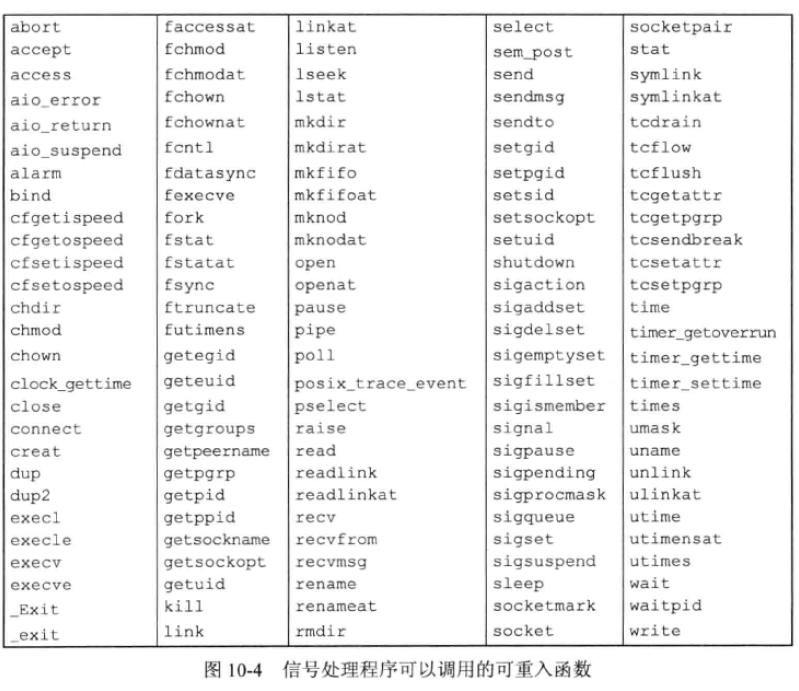 abort faccessat linkat select socketpair
accept fchmod listen sem_post stat
access fchmodat lseek send symlink
aio_error fchown lstat sendmsg symlinkat
aio_return fchownat mkdir sendto tcdrain
aio_suspend fcntl mkdirat setgid tcflow
alarm fdatasync mkfifo setpgid tcflush
bind fexecve mkfifoat setsid tcgetattr
cfgetispeed fork mknod setsockopt tcgetpgrp
cfgetospeed fstat mknodat setuid tcsendbreak
cfsetispeed fstatat open shutdown tcsetattr
cfsetospeed fsync openat sigaction tcsetpgrp
chdir ftruncate pause sigaddset time
chmod futimens pipe sigdelset timer_getoverrun
chown getegid poll sigemptyset timer_gettime
clock_gettime geteuid posix_trace_event sigfillset timer_settime
close getgid pselect sigismember times
connect getgroups raise signal umask
creat getpeername read sigpause uname
dup getpgrp readlink sigpending unlink
dup2 getpid readlinkat sigprocmask ulinkat
execl getppid recv sigqueue utime
execle getsockname recvfrom sigset utimensat
execv getsockopt recvmsg sigsuspend utimes
execve getuid rename sleep wait
_Exit kill renameat socketmark waitpid
_exit link rmdir socket write
图 10-4 信号处理程序可以调用的可重入函数